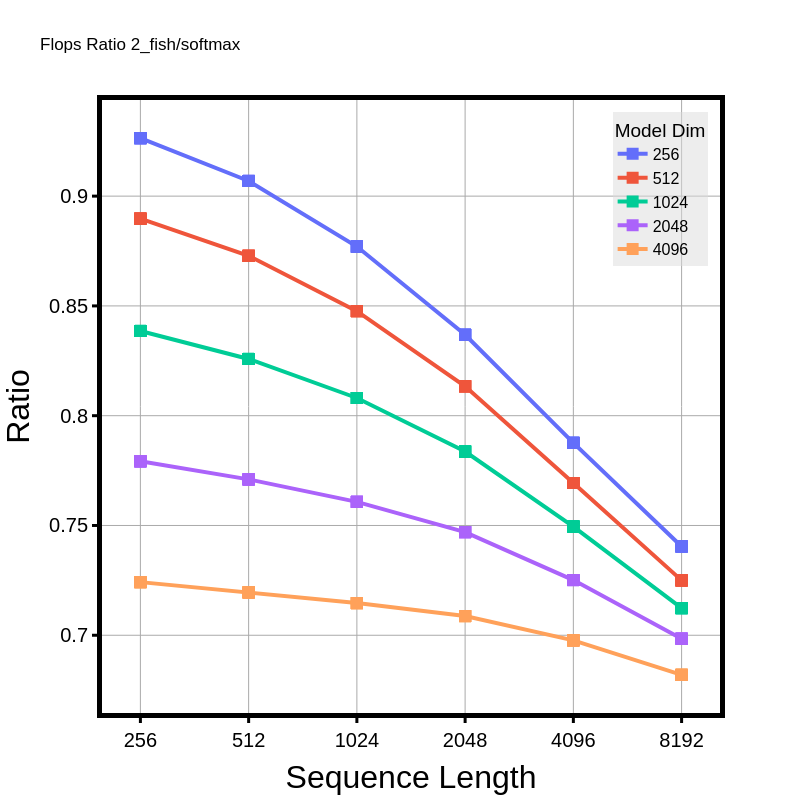 Flops Ratio 2_fish/softmax
Model Dim
256
512
1024
2048
4096
0.9
0.85
0.8
0.75
0.7
Ratio
256 512 1024 2048 4096 8192
Sequence Length